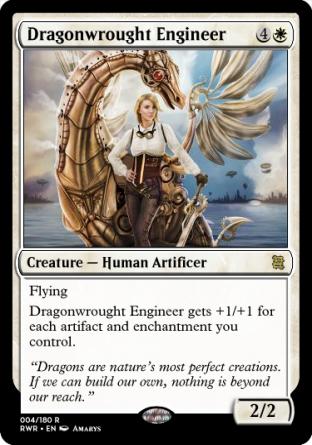 Dragonwrought Engineer 4
Creature — Human Artificer
Flying
Dragonwrought Engineer gets +1/+1 for
each artifact and enchantment you
control.
“Dragons are nature’s most perfect creations.
If we can build our own, nothing is beyond
our reach.”
2/2
004/180 R
RWR • EN Amarys